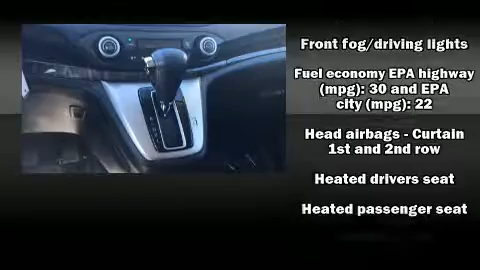 Front fog/driving lights
Fuel economy EPA highway
(mpg): 30 and EPA
city (mpg): 22
Head airbags - Curtain
1st and 2nd row
Heated drivers seat
Heated passenger seat